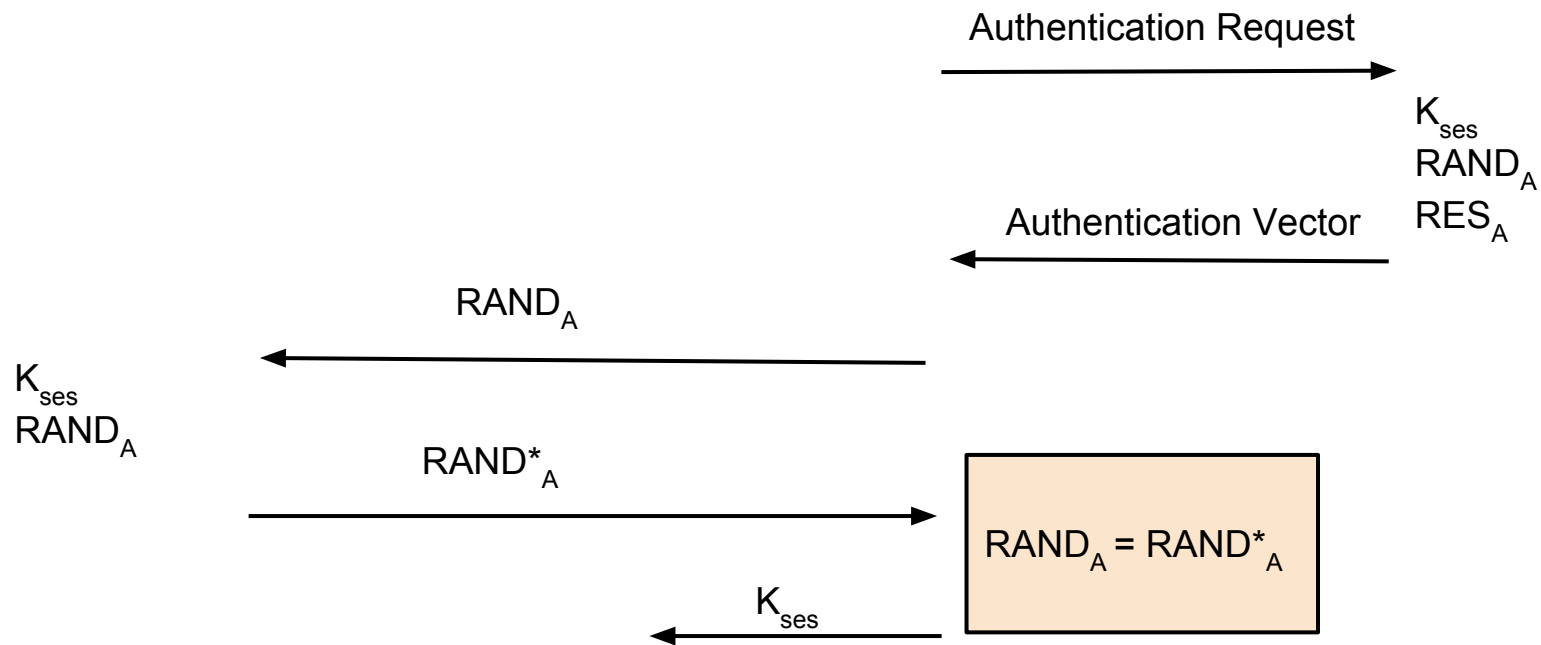 Authentication Request
K_ses
RAND_A
RES_A
Authentication Vector
RAND_A
K_ses
RAND_A
RAND*_A
RAND_A = RAND*_A
K_ses